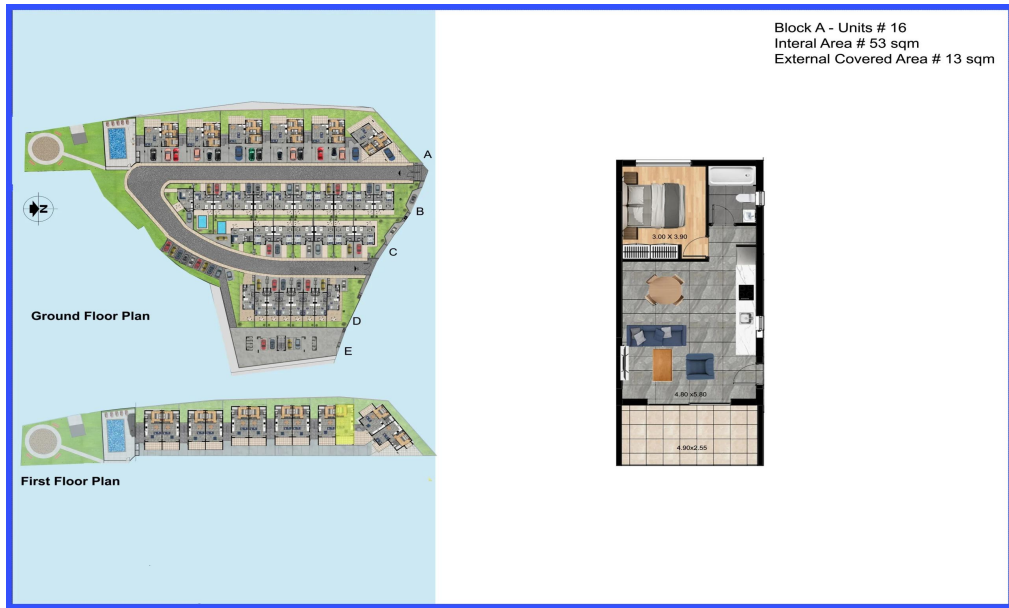 Block A - Units # 16
Interal Area # 53 sqm
External Covered Area # 13 sqm
A
B
C
D
E
N
Ground Floor Plan
First Floor Plan
3.00 X 3.90
4.80 x5.80
4.90x2.55